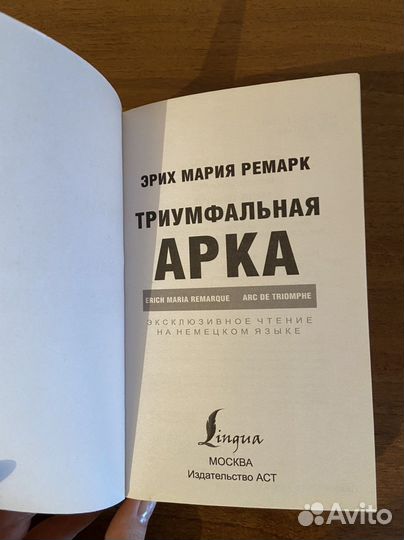 ЭРИХ МАРИЯ РЕМАРК
ТРИУМФАЛЬНАЯ
АРКА
ERICH MARIA REMARQUE ARC DE TRIOMPHE
ЭКСКЛЮЗИВНОЕ ЧТЕНИЕ
НА НЕМЕЦКОМ ЯЗЫКЕ
Lingua
МОСКВА
Издательство АСТ
Avito